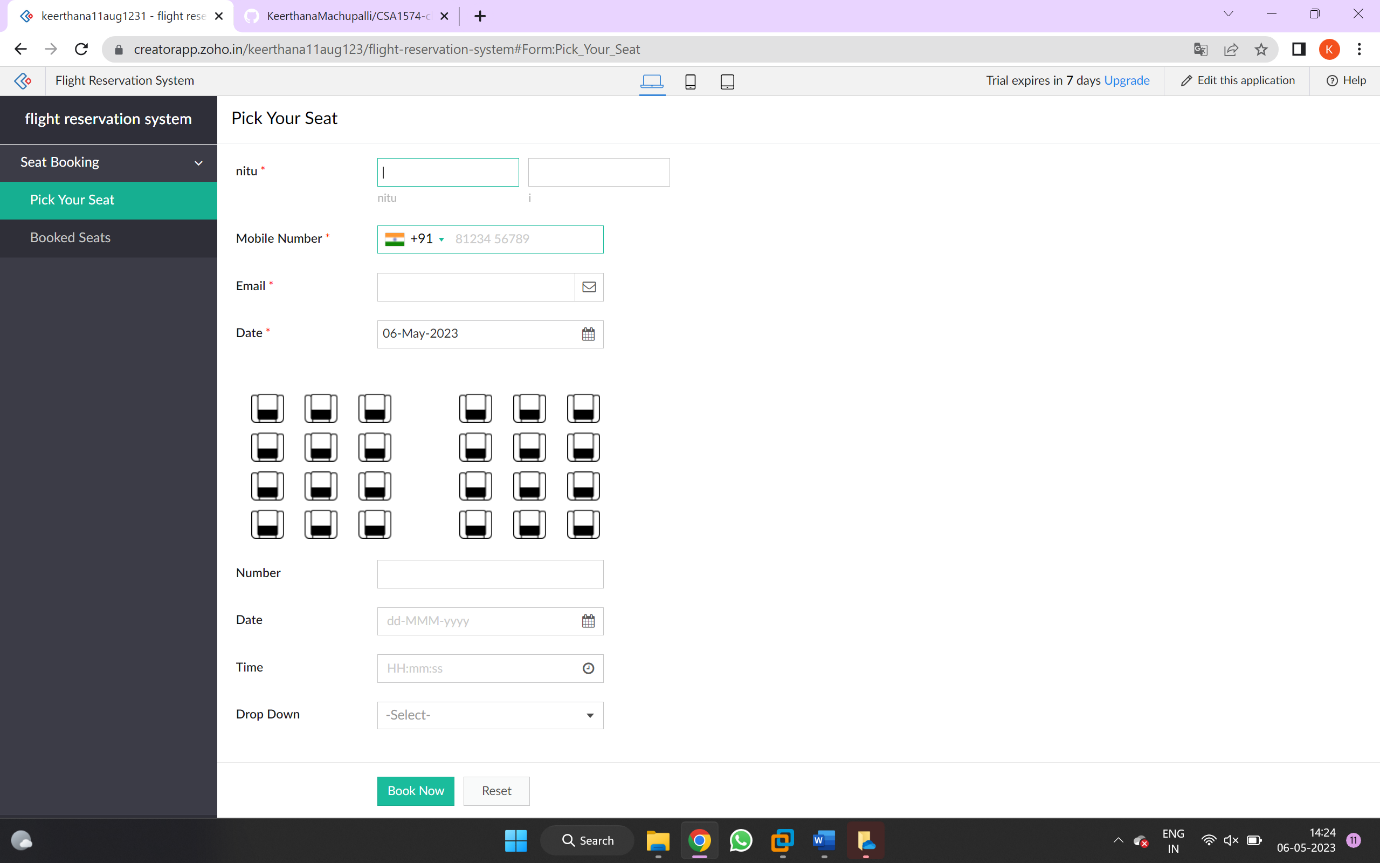 keerthana11aug1231 - flight rese
KeerthanaMachupalli/CSA1574-c
creatorapp.zoho.in/keerthana11aug123/flight-reservation-system#Form:Pick_Your_Seat
K
Flight Reservation System
Trial expires in 7 days Upgrade
Edit this application
Help
flight reservation system
Pick Your Seat
Seat Booking
Pick Your Seat
Booked Seats
nitu *
nitu
i
Mobile Number *
+91
81234 56789
Email *
Date *
06-May-2023
Number
Date
dd-MMM-yyyy
Time
HH:mm:ss
Drop Down
-Select-
Book Now
Reset
Search
W
ENG
IN
14:24
06-05-2023
11